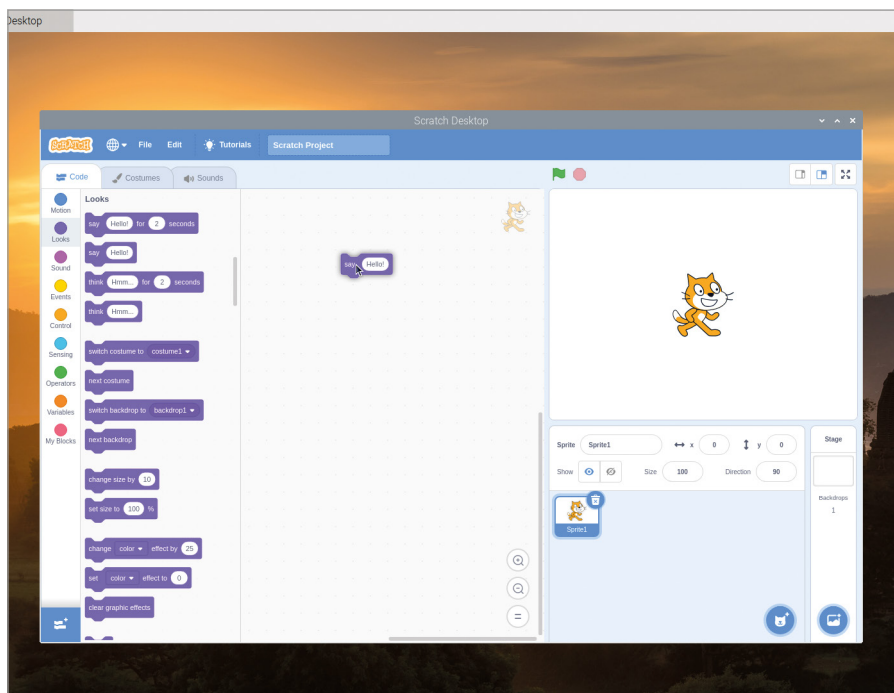 Desktop
Scratch Desktop
SCRATCH File Edit Tutorials Scratch Project
Code Costumes Sounds
Motion
Looks
Sound
Events
Control
Sensing
Operators
Variables
My Blocks
Looks
say Hello! for 2 seconds
say Hello!
think Hmm... for 2 seconds
think Hmm...
switch costume to costume1
next costume
switch backdrop to backdrop1
next backdrop
change size by 10
set size to 100 %
change color effect by 25
set color effect to 0
clear graphic effects
say Hello!
Sprite Sprite1 x 0 y 0
Show Size 100 Direction 90
Sprite1
Stage
Backdrops
1